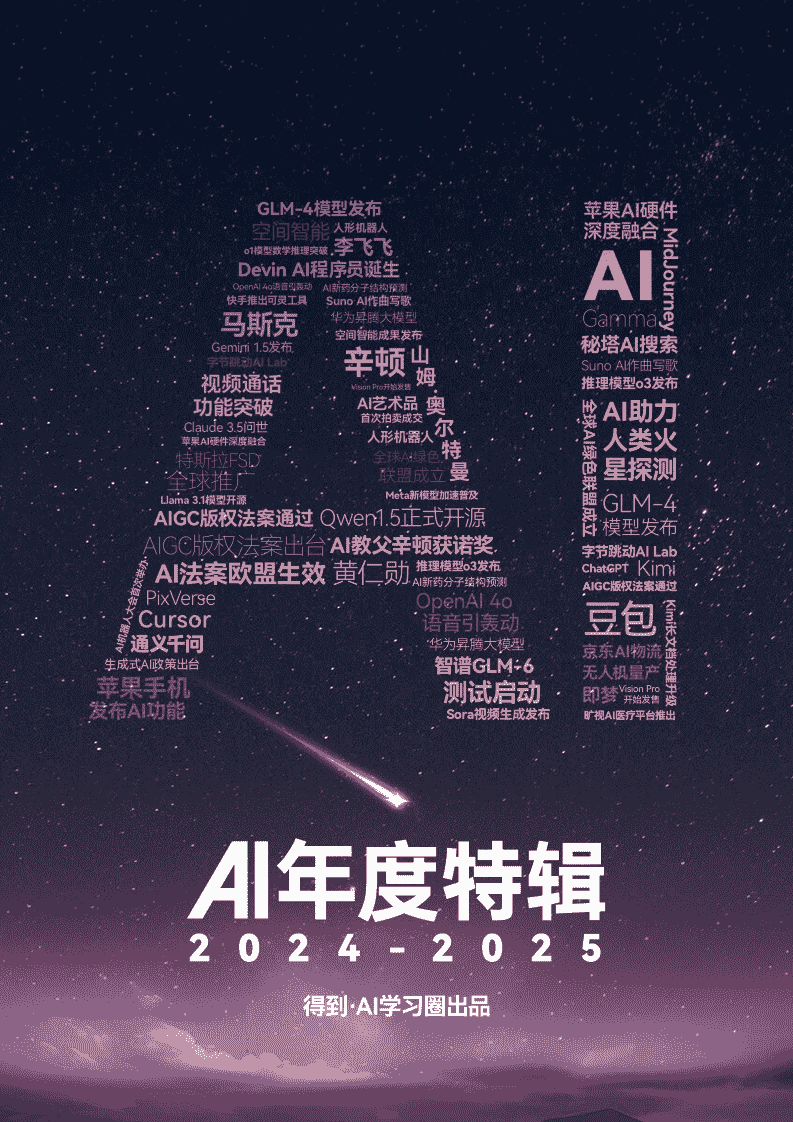 GLM-4模型发布
空间智能 人形机器人
o1模型数学推理突破 李飞飞
Devin AI程序员诞生
OpenAI 4o语音引轰动 AI新药分子结构预测
快手推出可灵工具 Suno AI作曲写歌
马斯克 华为昇腾大模型
空间智能成果发布
Gemini 1.5发布
字节跳动AI Lab
辛顿 山姆·奥尔特曼
Vision Pro开始发售
视频通话
功能突破
AI艺术品
首次拍卖成交
Claude 3.5问世
人形机器人
苹果AI硬件深度融合
特斯拉FSD
全球推广
全球AI绿色
联盟成立
Llama 3.1模型开源
Meta新模型加速普及
AIGC版权法案通过 Qwen1.5正式开源
AIGC版权法案出台 AI教父辛顿获诺奖
AI法案欧盟生效 黄仁勋 推理模型o3发布
AI新药分子结构预测
AI机器人大会首次举办
PixVerse
Cursor
通义千问
生成式AI政策出台
苹果手机
发布AI功能
OpenAI 4o
语音引轰动
华为昇腾大模型
智谱GLM-6
测试启动
Sora视频生成发布
苹果AI硬件
深度融合
MidJourney
AI
Gamma
秘塔AI搜索
Suno AI作曲写歌
推理模型o3发布
全球AI绿色联盟成立
AI助力
人类火
星探测
GLM-4
模型发布
字节跳动AI Lab
ChatGPT Kimi
AIGC版权法案通过
豆包
Kimi长文档处理升级
京东AI物流
无人机量产
即梦 Vision Pro
开始发售
旷视AI医疗平台推出
AI年度特辑
2024-2025
得到·AI学习圈出品